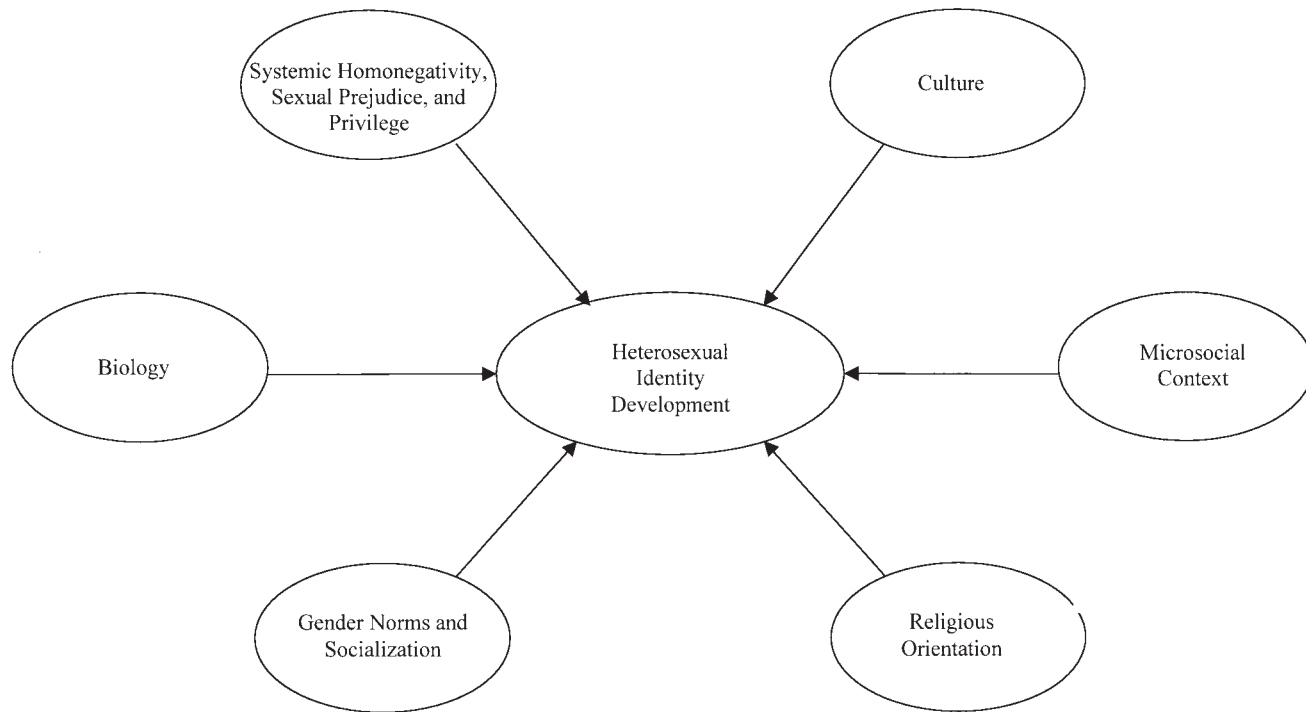 Systemic Homonegativity,
Sexual Prejudice, and
Privilege
Culture
Biology
Heterosexual
Identity
Development
Microsocial
Context
Gender Norms and
Socialization
Religious
Orientation